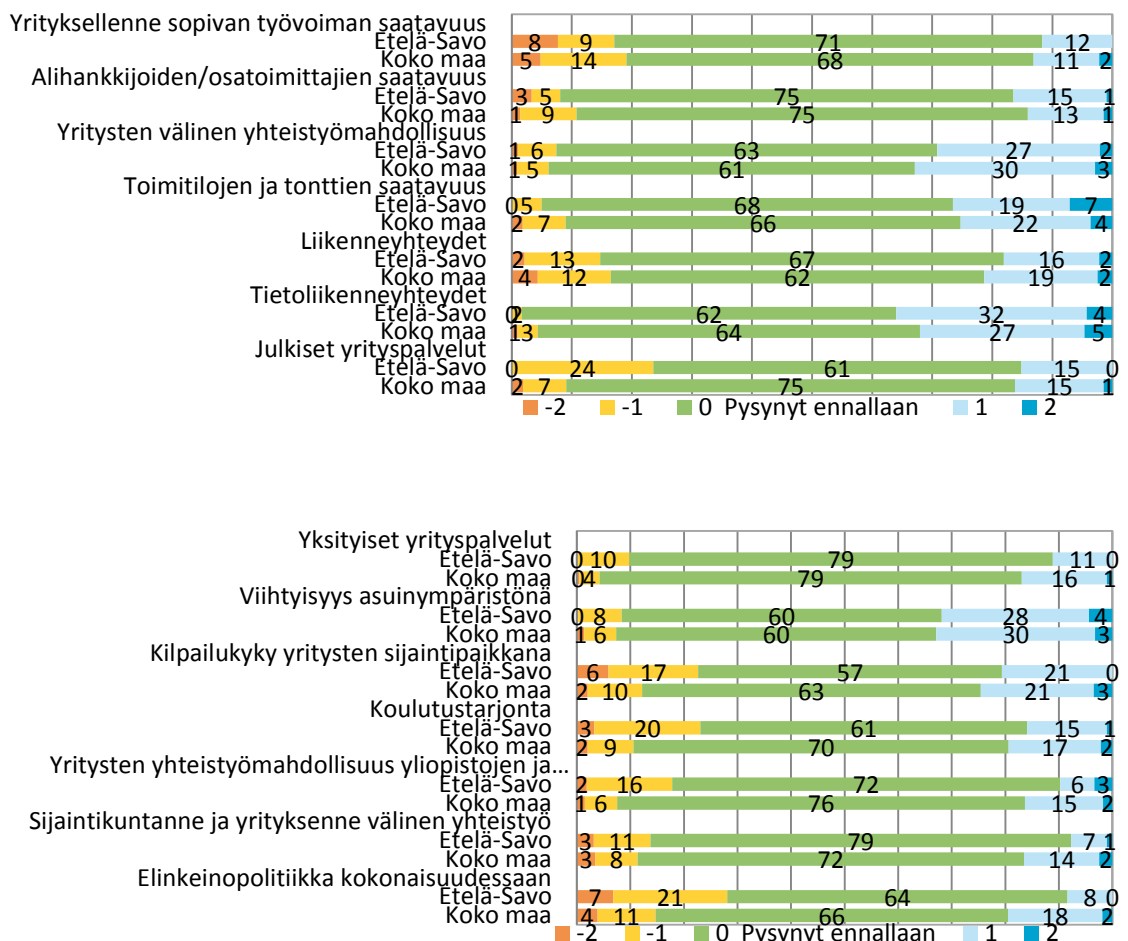 Yrityksellenne sopivan työvoiman saatavuus
Etelä-Savo 8 9 71 12
Koko maa 5 14 68 11 2
Alihankkijoiden/osatoimittajien saatavuus
Etelä-Savo 3 5 75 15 1
Koko maa 1 9 75 13 1
Yritysten välinen yhteistyömahdollisuus
Etelä-Savo 1 6 63 27 2
Koko maa 1 5 61 30 3
Toimitilojen ja tonttien saatavuus
Etelä-Savo 0 5 68 19 7
Koko maa 2 7 66 22 4
Liikenneyhteydet
Etelä-Savo 2 13 67 16 2
Koko maa 4 12 62 19 2
Tietoliikenneyhteydet
Etelä-Savo 0 2 62 32 4
Koko maa 1 3 64 27 5
Julkiset yrityspalvelut
Etelä-Savo 0 24 61 15 0
Koko maa 2 7 75 15 1
-2 -1 0 Pysynyt ennallaan 1 2
Yksityiset yrityspalvelut
Etelä-Savo 0 10 79 11 0
Koko maa 0 4 79 16 1
Viihtyisyys asuinympäristönä
Etelä-Savo 0 8 60 28 4
Koko maa 1 6 60 30 3
Kilpailukyky yritysten sijaintipaikkana
Etelä-Savo 6 17 57 21 0
Koko maa 2 10 63 21 3
Koulutustarjonta
Etelä-Savo 3 20 61 15 1
Koko maa 2 9 70 17 2
Yritysten yhteistyömahdollisuus yliopistojen ja...
Etelä-Savo 2 16 72 6 3
Koko maa 1 6 76 15 2
Sijaintikuntanne ja yrityksenne välinen yhteistyö
Etelä-Savo 3 11 79 7 1
Koko maa 3 8 72 14 2
Elinkeinopolitiikka kokonaisuudessaan
Etelä-Savo 7 21 64 8 0
Koko maa 4 11 66 18 2
-2 -1 0 Pysynyt ennallaan 1 2